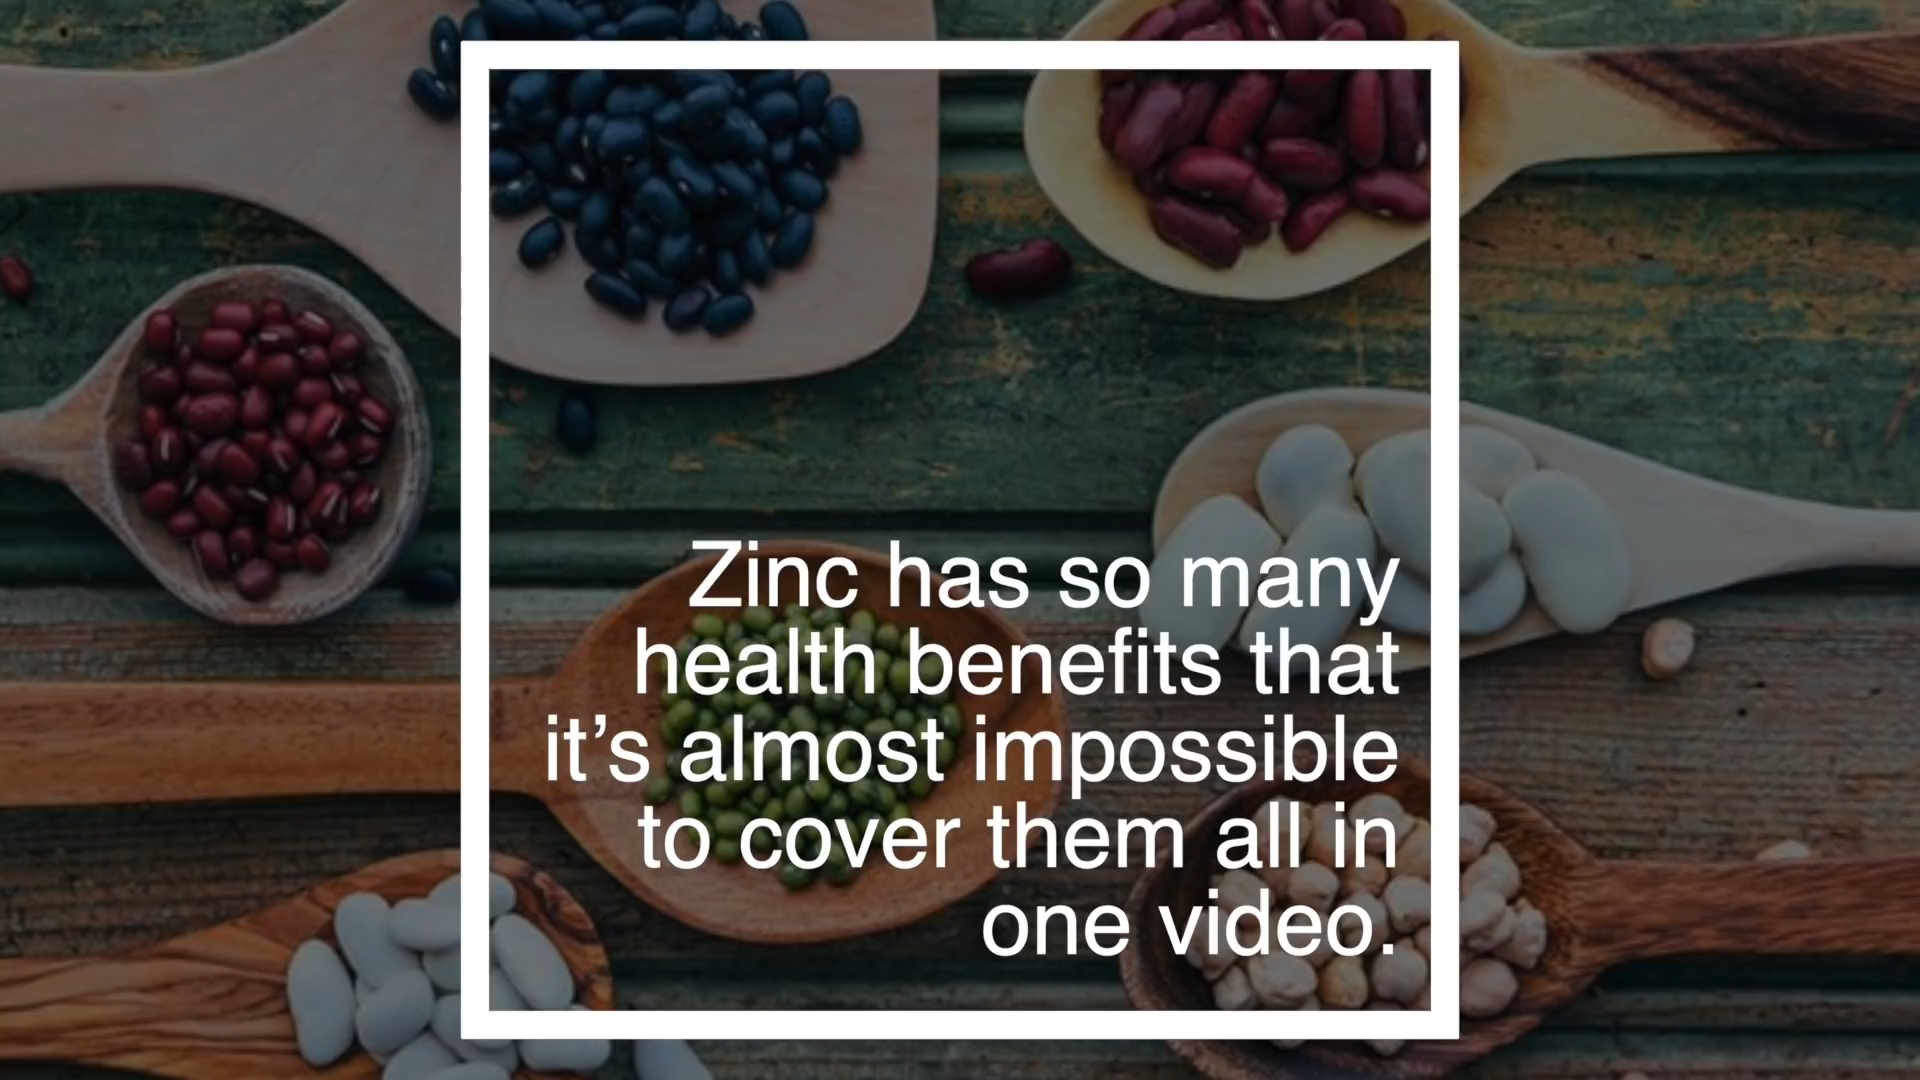 Zinc has so many
health benefits that
it’s almost impossible
to cover them all in
one video.